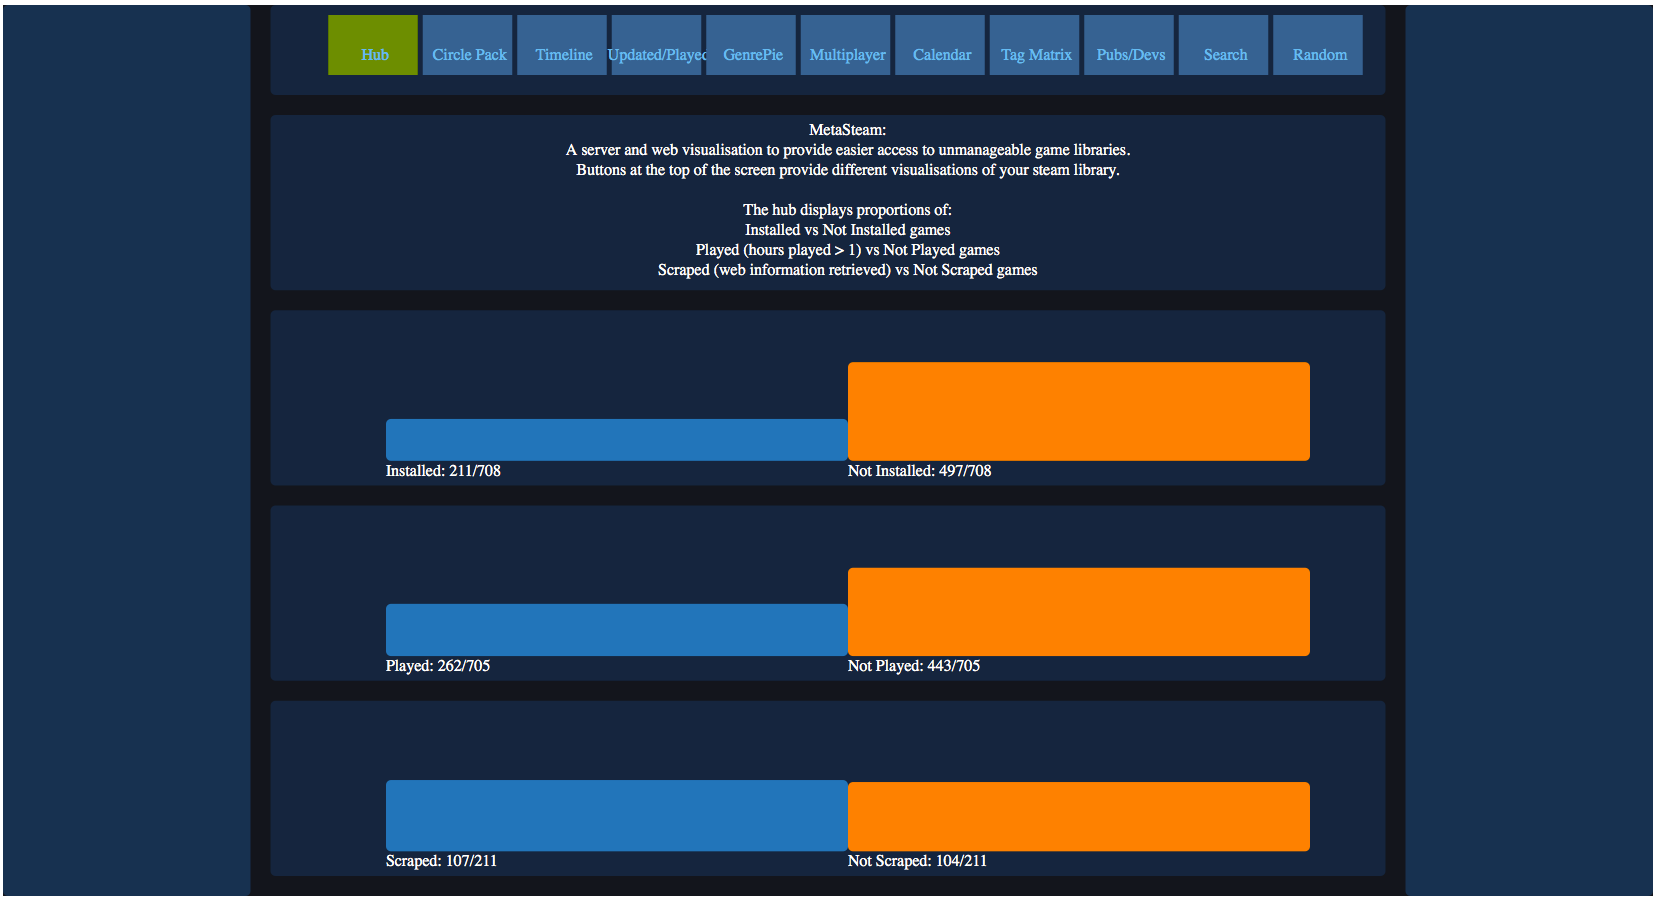 Hub Circle Pack Timeline Updated/Played GenrePie Multiplayer Calendar Tag Matrix Pubs/Devs Search Random
MetaSteam:
A server and web visualisation to provide easier access to unmanageable game libraries.
Buttons at the top of the screen provide different visualisations of your steam library.
The hub displays proportions of:
Installed vs Not Installed games
Played (hours played > 1) vs Not Played games
Scraped (web information retrieved) vs Not Scraped games
Installed: 211/708 Not Installed: 497/708
Played: 262/705 Not Played: 443/705
Scraped: 107/211 Not Scraped: 104/211